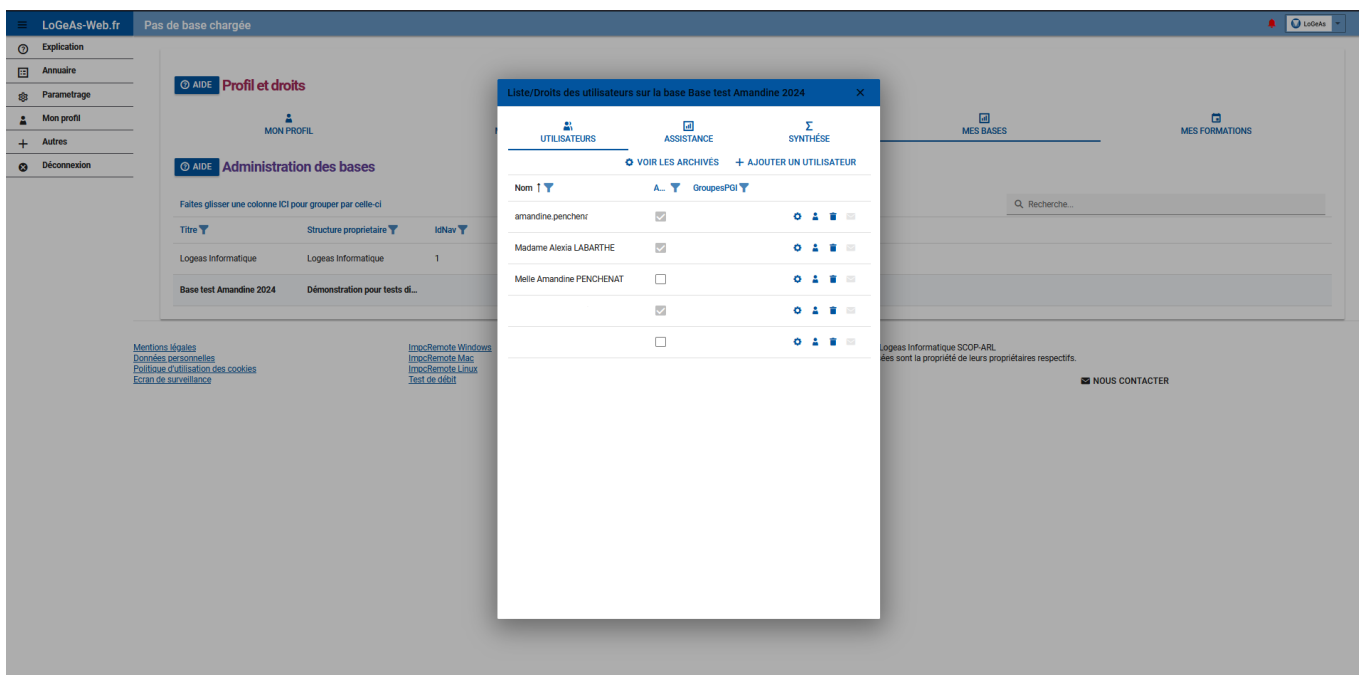 LoGeAs-Web.fr
Pas de base chargée
LoGeAs
Explication
Annuaire
Parametrage
Mon profil
Autres
Déconnexion
AIDE Profil et droits
MON PROFIL
MES BASES
MES FORMATIONS
AIDE Administration des bases
Faites glisser une colonne ICI pour grouper par celle-ci
Recherche...
Titre Structure proprietaire IdNav
Logeas Informatique Logeas Informatique 1
Base test Amandine 2024 Démonstration pour tests di...
Liste/Droits des utilisateurs sur la base Base test Amandine 2024
UTILISATEURS ASSISTANCE SYNTHÉSE
VOIR LES ARCHIVÉS AJOUTER UN UTILISATEUR
Nom A... GroupesPGI
amandine.penchena
Madame Alexia LABARTHE
Melle Amandine PENCHENAT
Mentions légales
Données personnelles
Politique d'utilisation des cookies
Ecran de surveillance
ImpcRemote Windows
ImpcRemote Mac
ImpcRemote Linux
Test de débit
Logeas Informatique SCOP-ARL
ées sont la propriété de leurs propriétaires respectifs.
NOUS CONTACTER